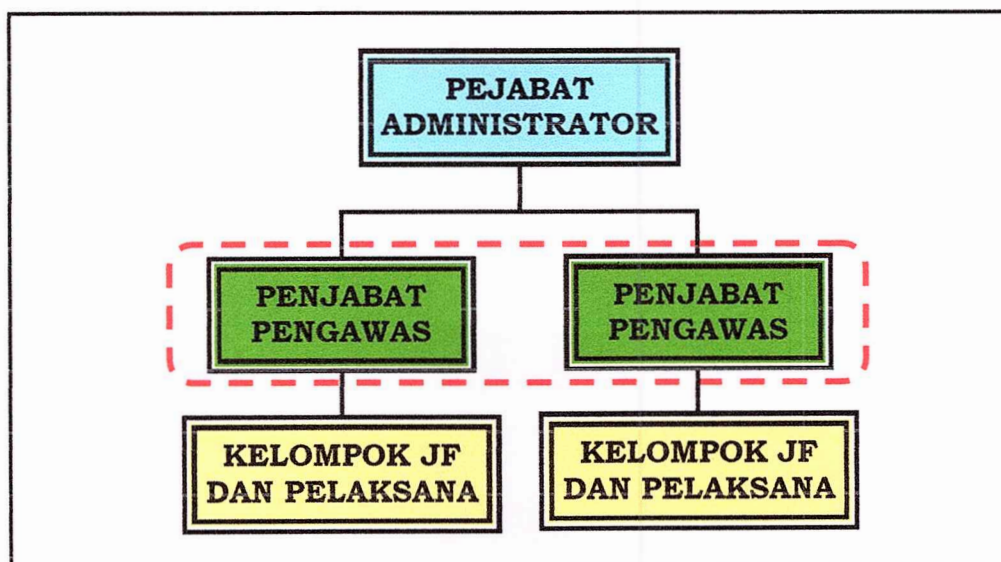 PEJABAT
ADMINISTRATOR
PENJABAT
PENGAWAS
PENJABAT
PENGAWAS
KELOMPOK JF
DAN PELAKSANA
KELOMPOK JF
DAN PELAKSANA